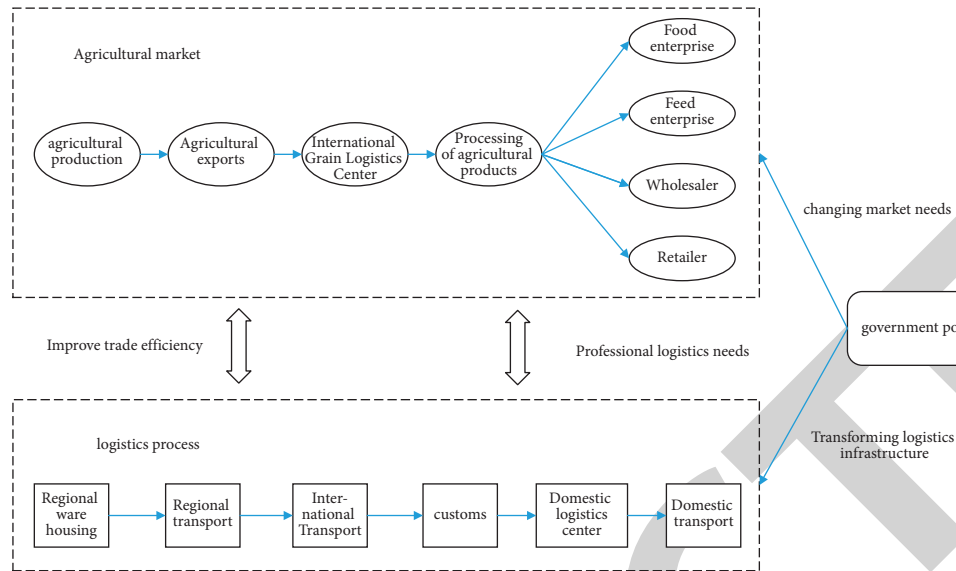 Agricultural market
Food
enterprise
Feed
enterprise
agricultural
production
Agricultural
exports
International
Grain Logistics
Center
Processing
of agricultural
products
Wholesaler
Retailer
changing market needs
government
Improve trade efficiency
Professional logistics needs
Transforming logistics
infrastructure
logistics process
Regional
ware
housing
Regional
transport
Inter-
national
Transport
customs
Domestic
logistics
center
Domestic
transport